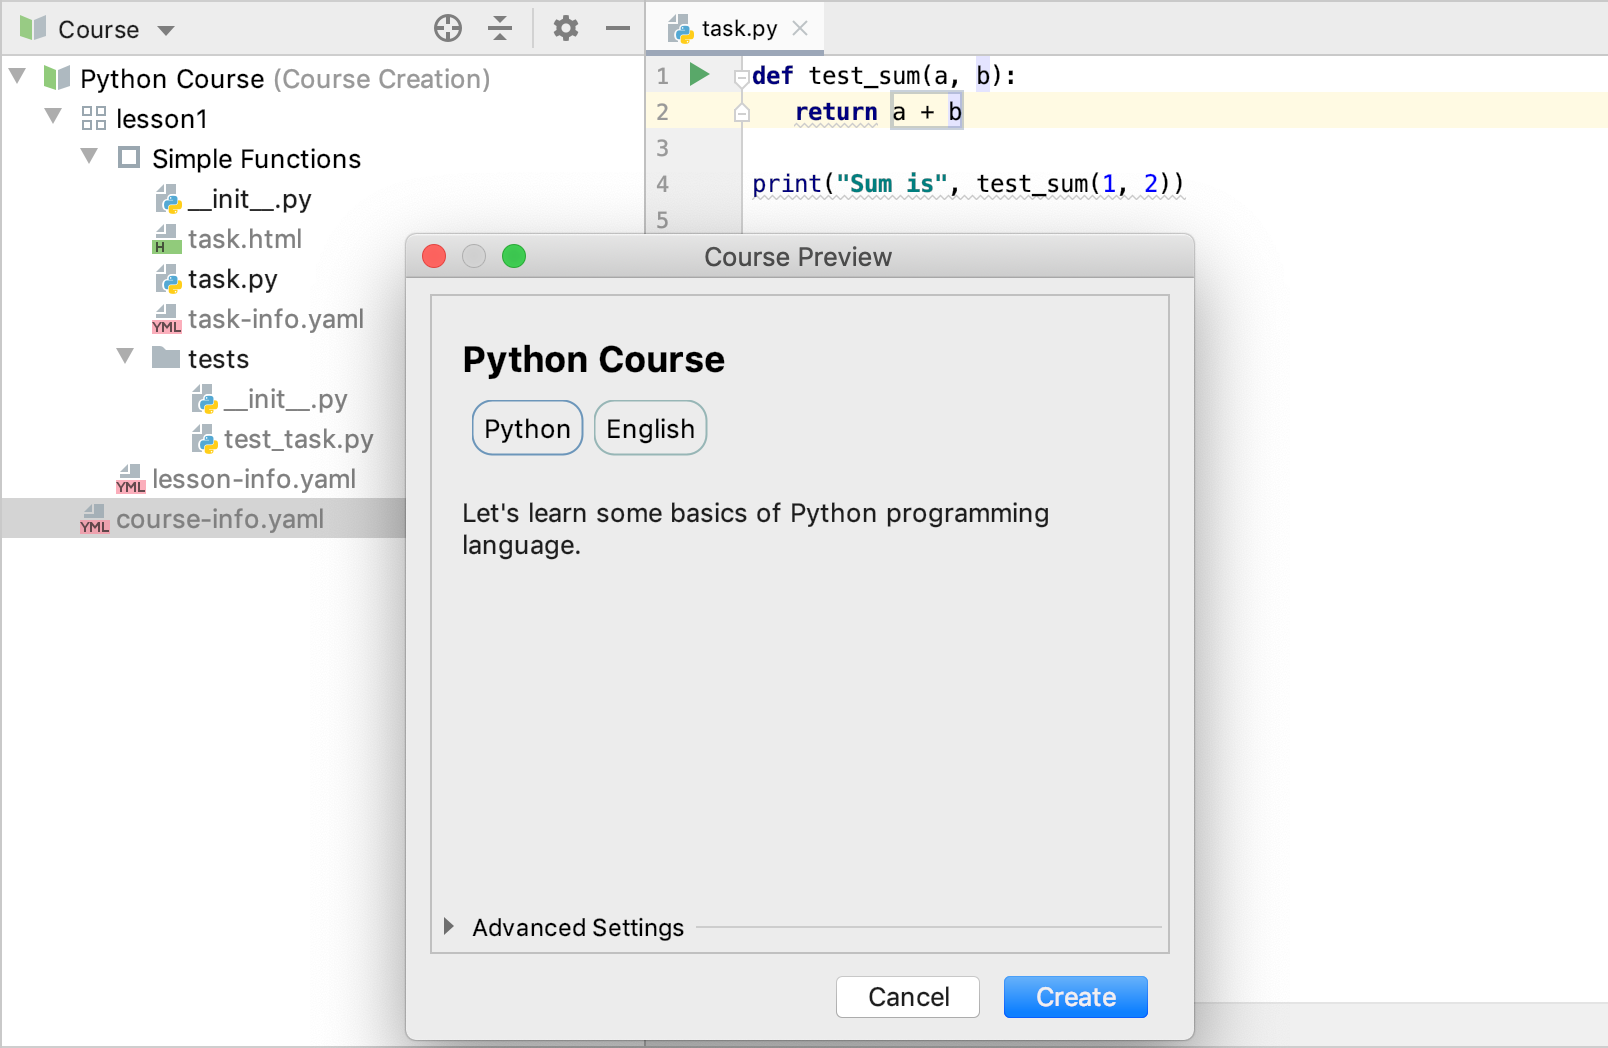 Course
task.py
Python Course (Course Creation)
lesson1
Simple Functions
__init__.py
H
task.html
task.py
YML
task-info.yaml
tests
__init__.py
test_task.py
YML
lesson-info.yaml
YML
course-info.yaml
1 def test_sum(a, b):
2 return a + b
3
4 print("Sum is", test_sum(1, 2))
5
Course Preview
Python Course
Python English
Let's learn some basics of Python programming
language.
Advanced Settings
Cancel Create